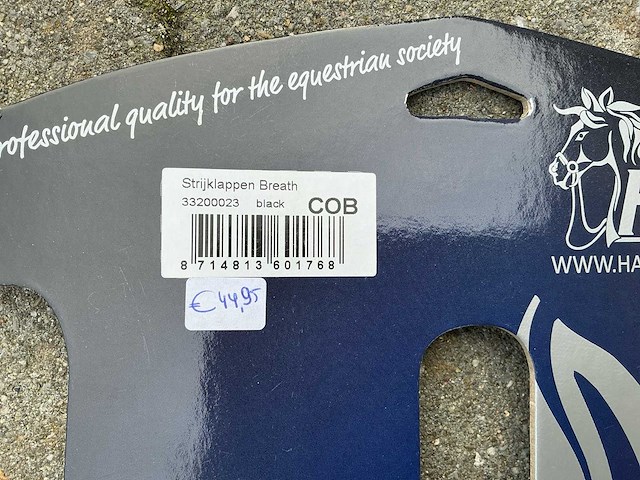 professional quality for the equestrian society
Strijklappen Breath
33200023 black COB
8 714813 601768
€ 44,95
WWW.HA